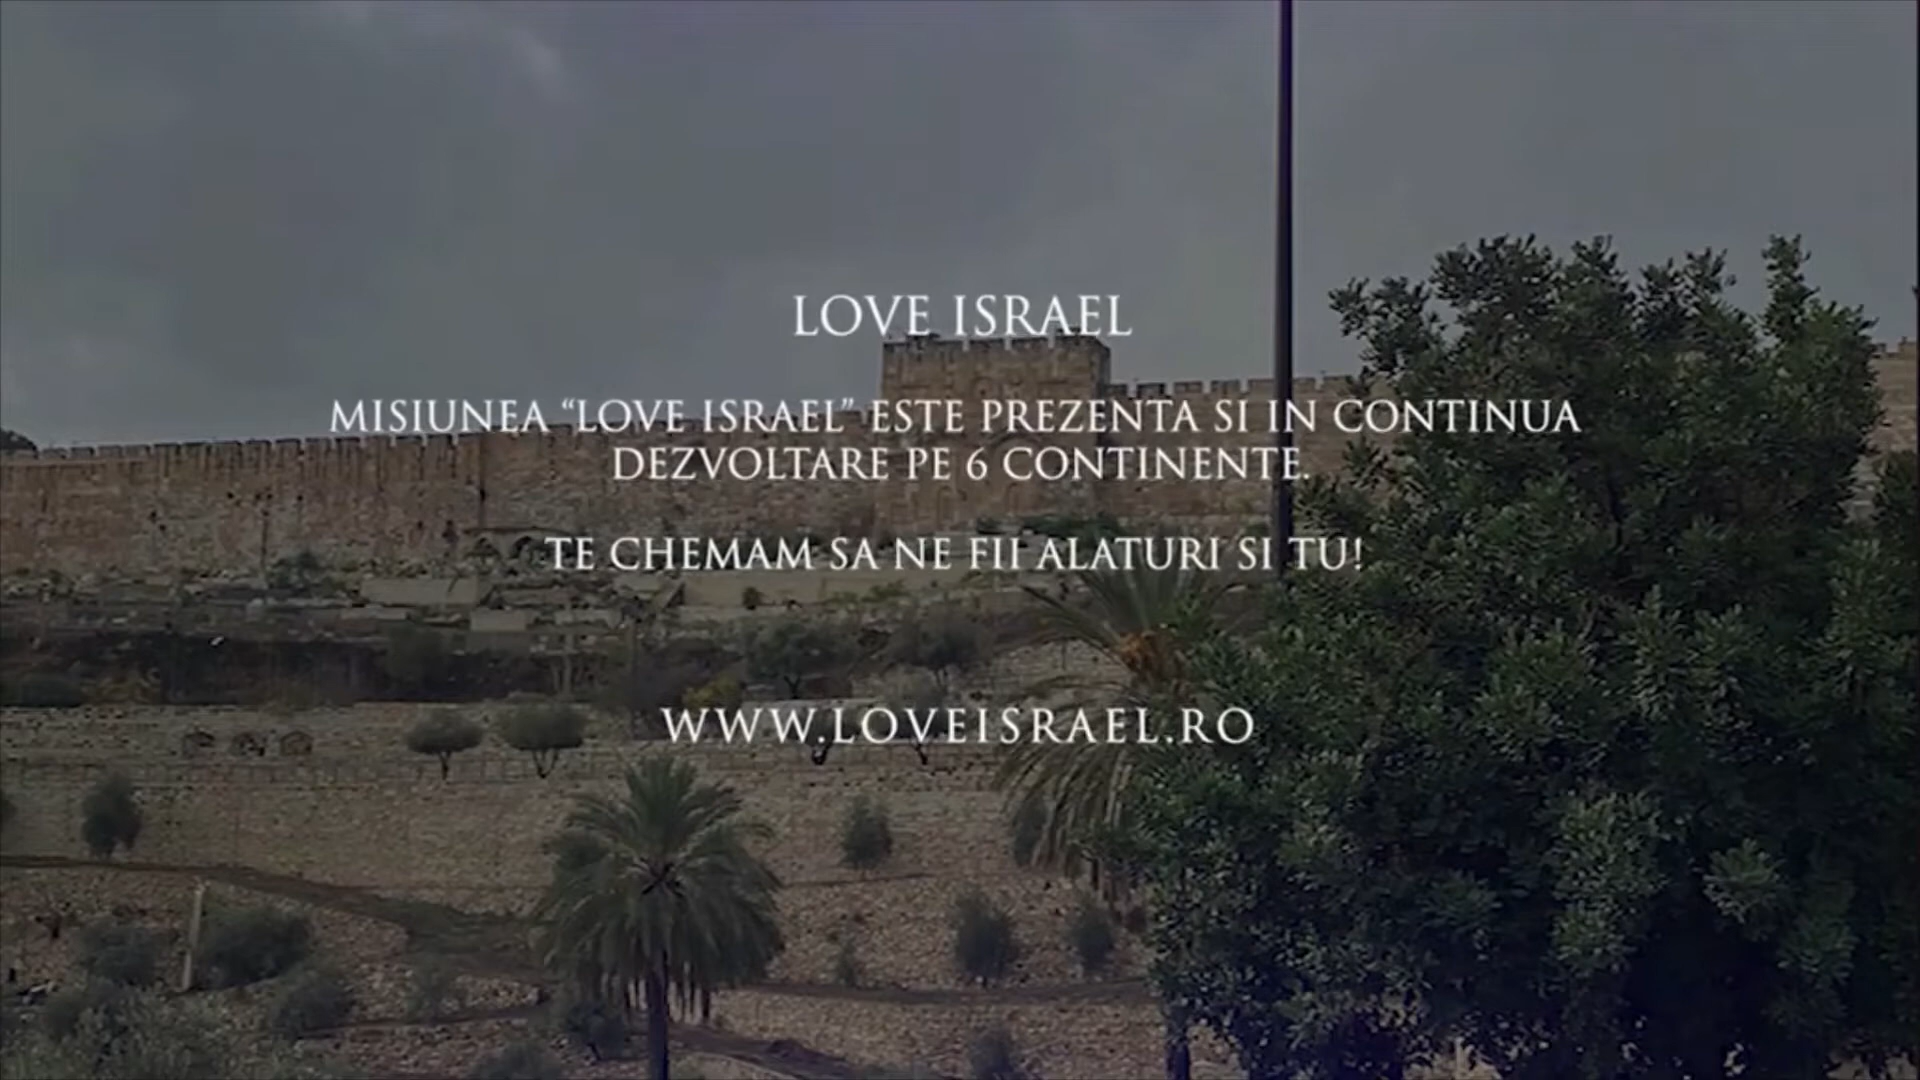 LOVE ISRAEL
MISIUNEA “LOVE ISRAEL” ESTE PREZENTA SI IN CONTINUA
DEZVOLTARE PE 6 CONTINENTE.
TE CHEMAM SA NE FII ALATURI SI TU!
WWW.LOVEISRAEL.RO